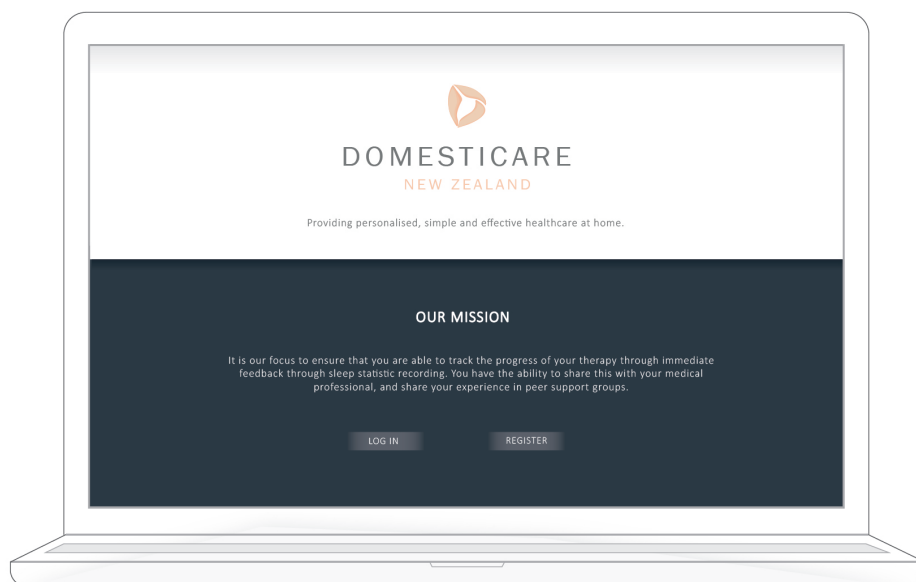 DOMESTICARE
NEW ZEALAND
Providing personalised, simple and effective healthcare at home.
OUR MISSION
It is our focus to ensure that you are able to track the progress of your therapy through immediate
feedback through sleep statistic recording. You have the ability to share this with your medical
professional, and share your experience in peer support groups.
LOG IN
REGISTER